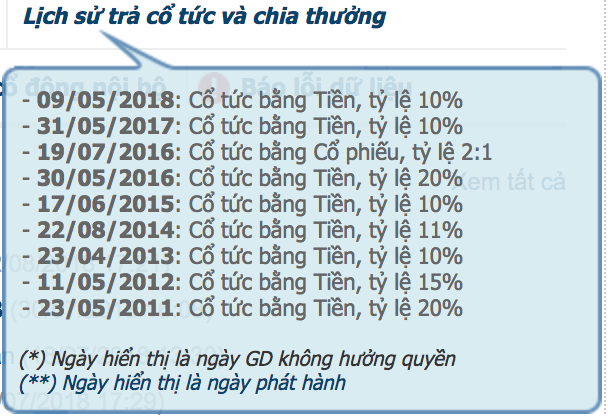 Lịch sử trả cổ tức và chia thưởng
cổ đông nội bộ
Báo lỗi dữ liệu
- 09/05/2018: Cổ tức bằng Tiền, tỷ lệ 10%
- 31/05/2017: Cổ tức bằng Tiền, tỷ lệ 10%
- 19/07/2016: Cổ tức bằng Cổ phiếu, tỷ lệ 2:1
- 30/05/2016: Cổ tức bằng Tiền, tỷ lệ 20%
Xem tất cả
- 17/06/2015: Cổ tức bằng Tiền, tỷ lệ 10%
- 22/08/2014: Cổ tức bằng Tiền, tỷ lệ 11%
- 23/04/2013: Cổ tức bằng Tiền, tỷ lệ 10%
- 11/05/2012: Cổ tức bằng Tiền, tỷ lệ 15%
- 23/05/2011: Cổ tức bằng Tiền, tỷ lệ 20%
(*) Ngày hiển thị là ngày GD không hưởng quyền
(**) Ngày hiển thị là ngày phát hành
/07/2018 17:29)